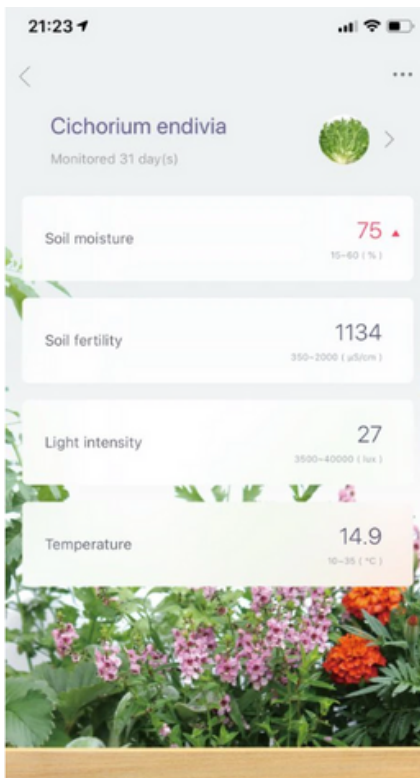 21:23
Cichorium endivia
Monitored 31 day(s)
Soil moisture
75
15~60 ( % )
Soil fertility
1134
350~2000 ( μS/cm )
Light intensity
27
3500~40000 ( lux )
Temperature
14.9
10~35 ( °C )